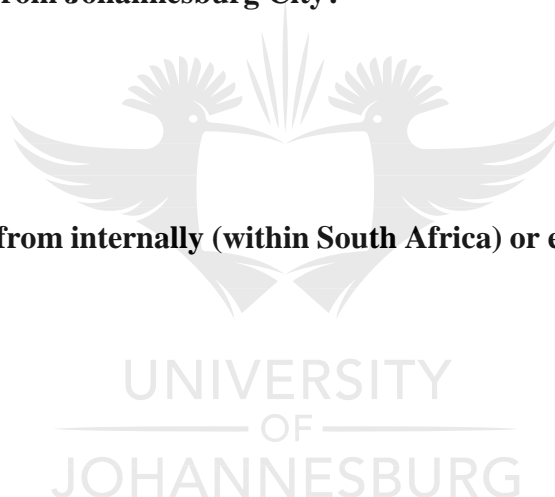 from Johannesburg City?
from internally (within South Africa) or e
UNIVERSITY
OF
JOHANNESBURG